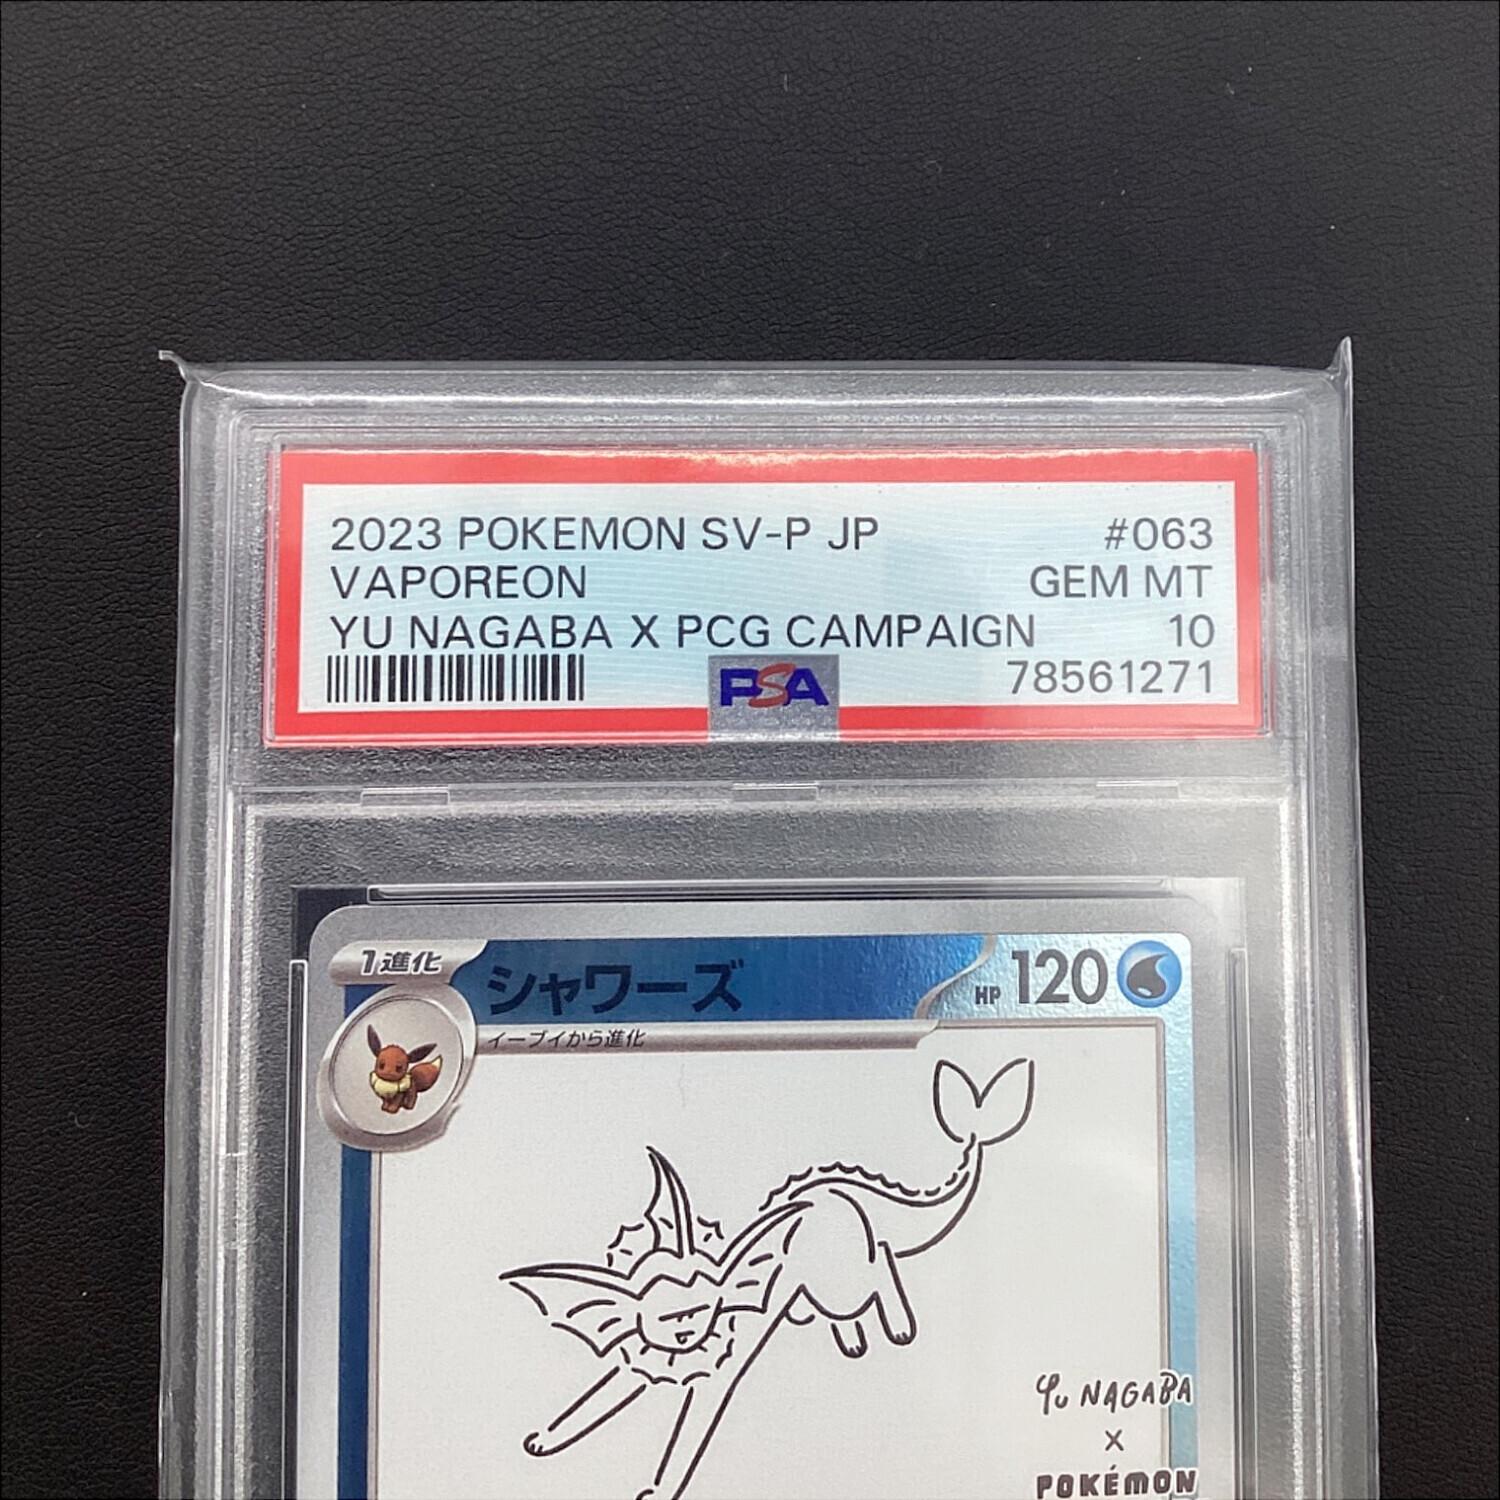 2023 POKEMON SV-P JP #063
VAPOREON GEM MT
YU NAGABA X PCG CAMPAIGN 10
PSA 78561271
1進化 シャワーズ HP 120
イーブイから進化
Yu NAGABA
×
POKÉMON